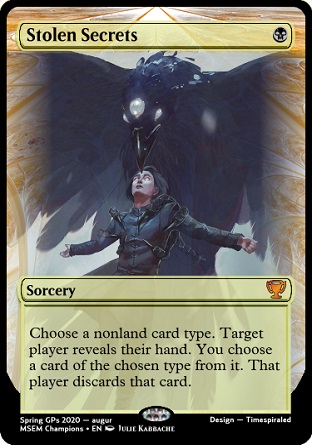 Stolen Secrets
Sorcery
Choose a nonland card type. Target
player reveals their hand. You choose
a card of the chosen type from it. That
player discards that card.
Spring GPs 2020 — augur
Design — Timespiraled
MSEM Champions • EN Julie Kabbache